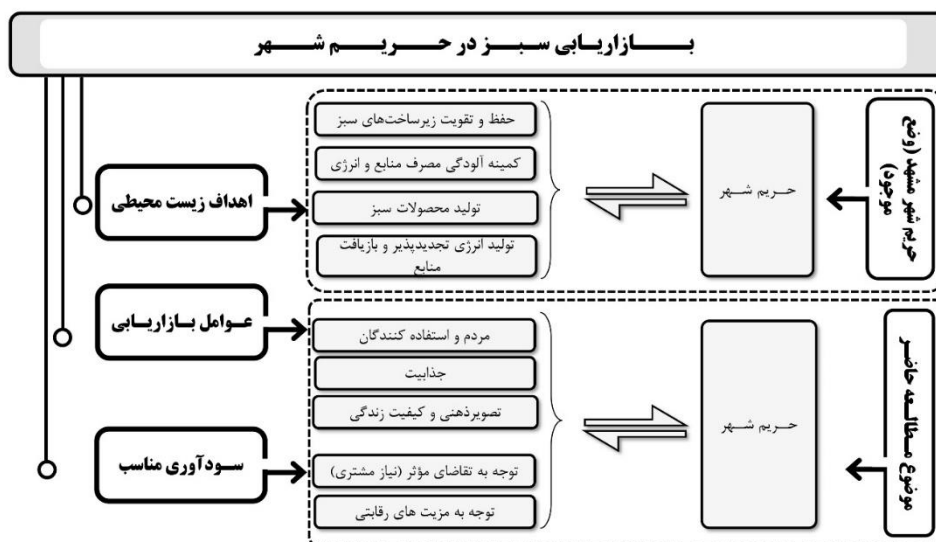 بازاریابی سبز در حریم شهر
حریم شهر مشهد (وضع
موجود)
حریم شهر
حفظ و تقویت زیرساخت‌های سبز
کمینه آلودگی مصرف منابع و انرژی
تولید محصولات سبز
تولید انرژی تجدیدپذیر و بازیافت
منابع
اهداف زیست محیطی
موضوع مطالعه حاضر
حریم شهر
مردم و استفاده کنندگان
جذابیت
تصویرذهنی و کیفیت زندگی
توجه به تقاضای مؤثر (نیاز مشتری)
توجه به مزیت های رقابتی
عوامل بازاریابی
سودآوری مناسب